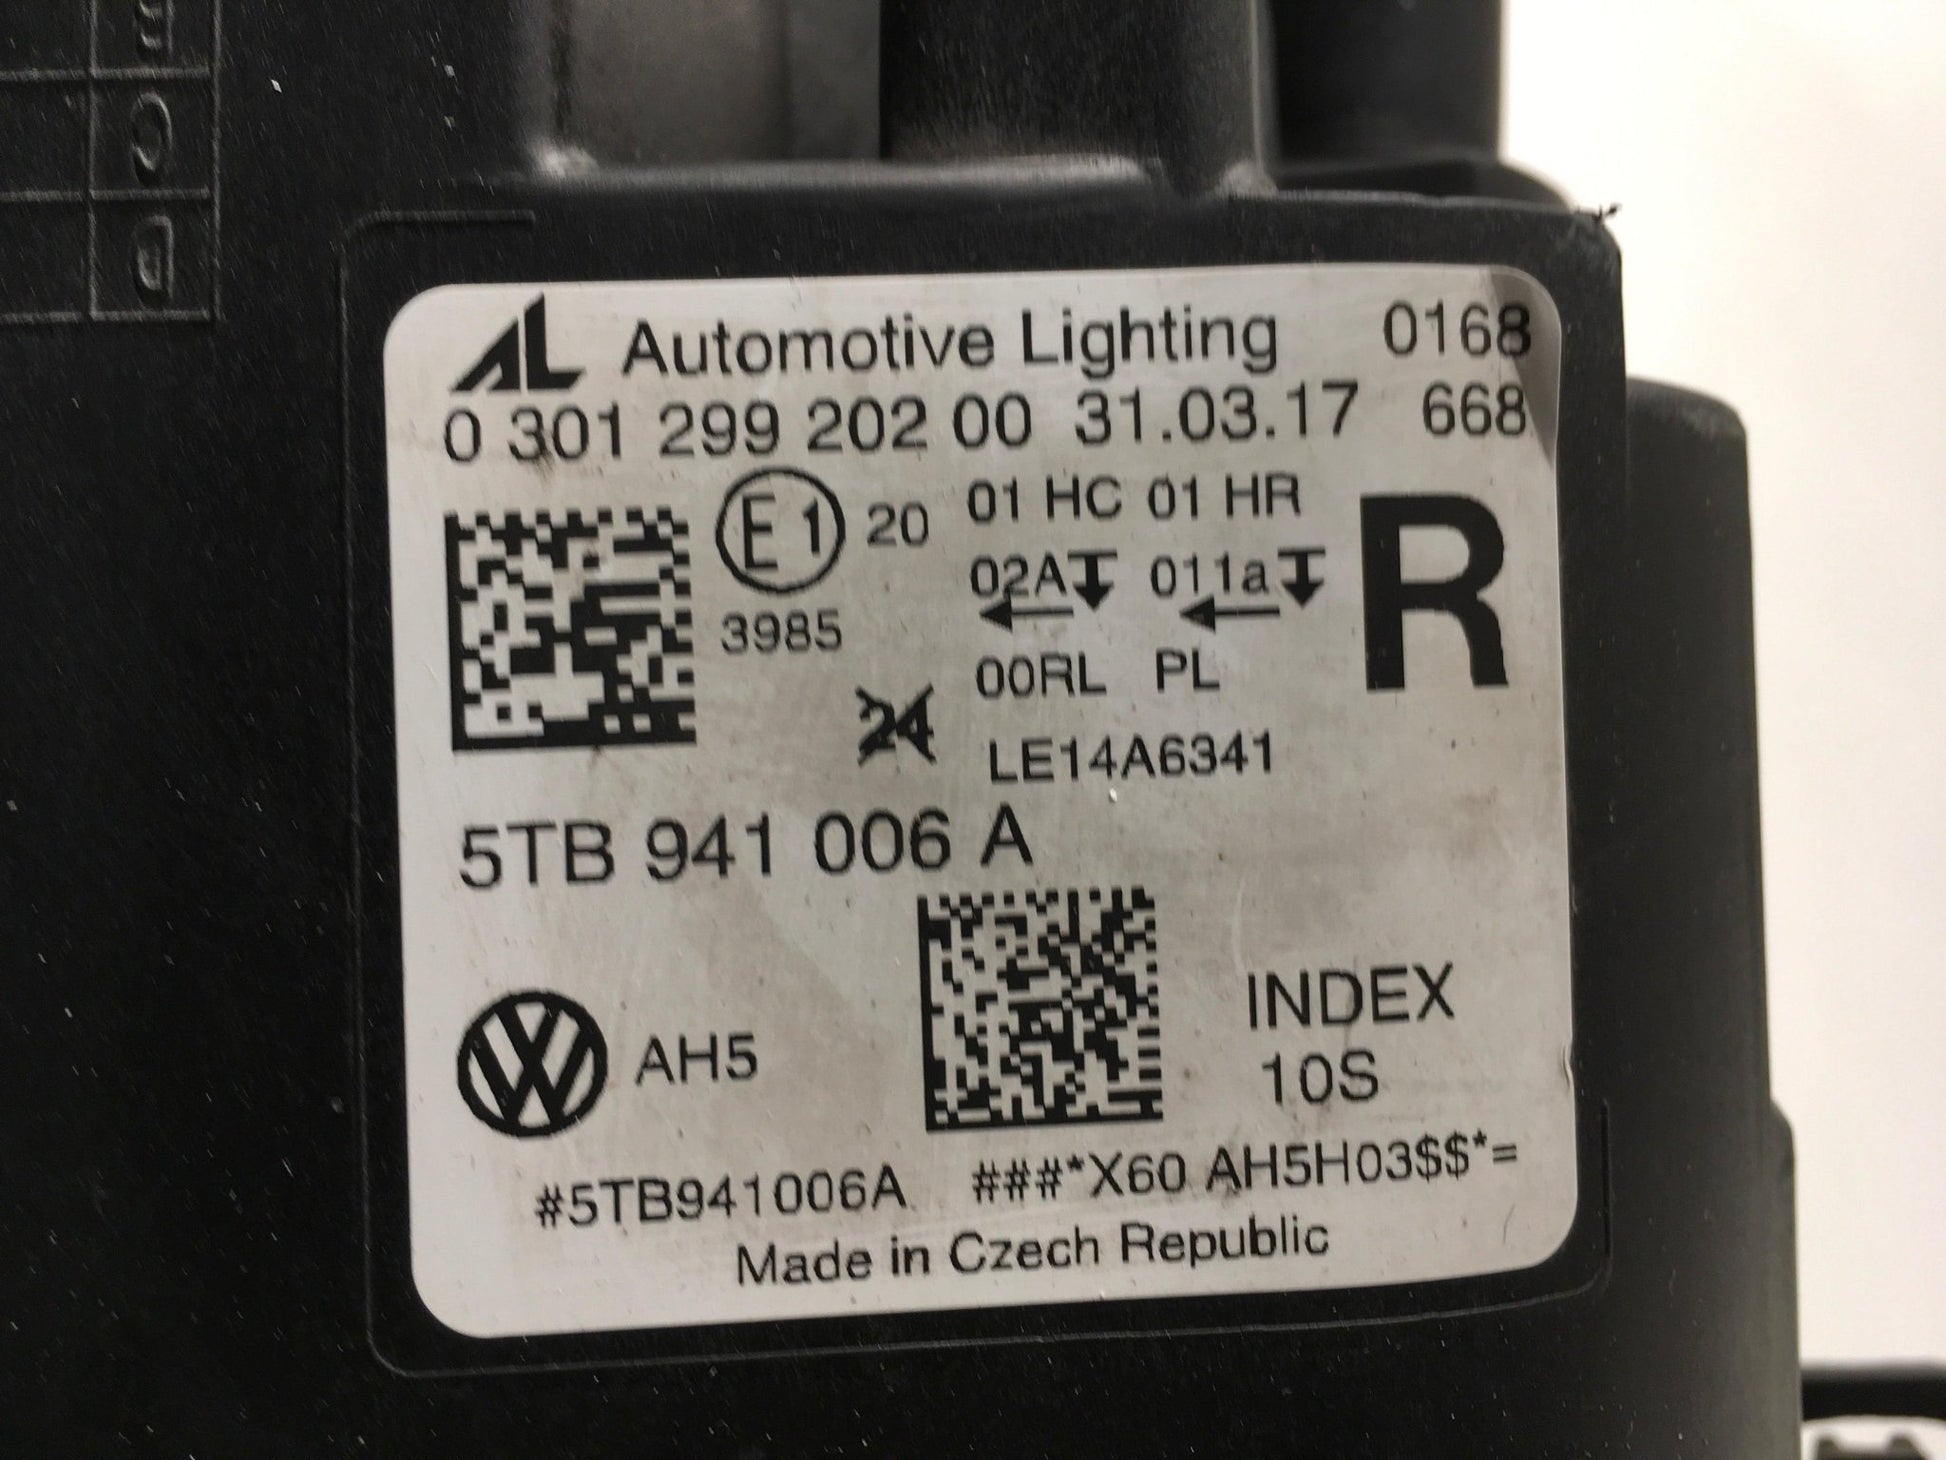 AL Automotive Lighting 0168
0 301 299 202 00 31.03.17 668
E1 20 01 HC 01 HR
02A 011a
3985
00RL PL
R
24
LE14A6341
5TB 941 006 A
VW AH5
INDEX
10S
#5TB941006A ###*X60 AH5H03$$*=
Made in Czech Republic